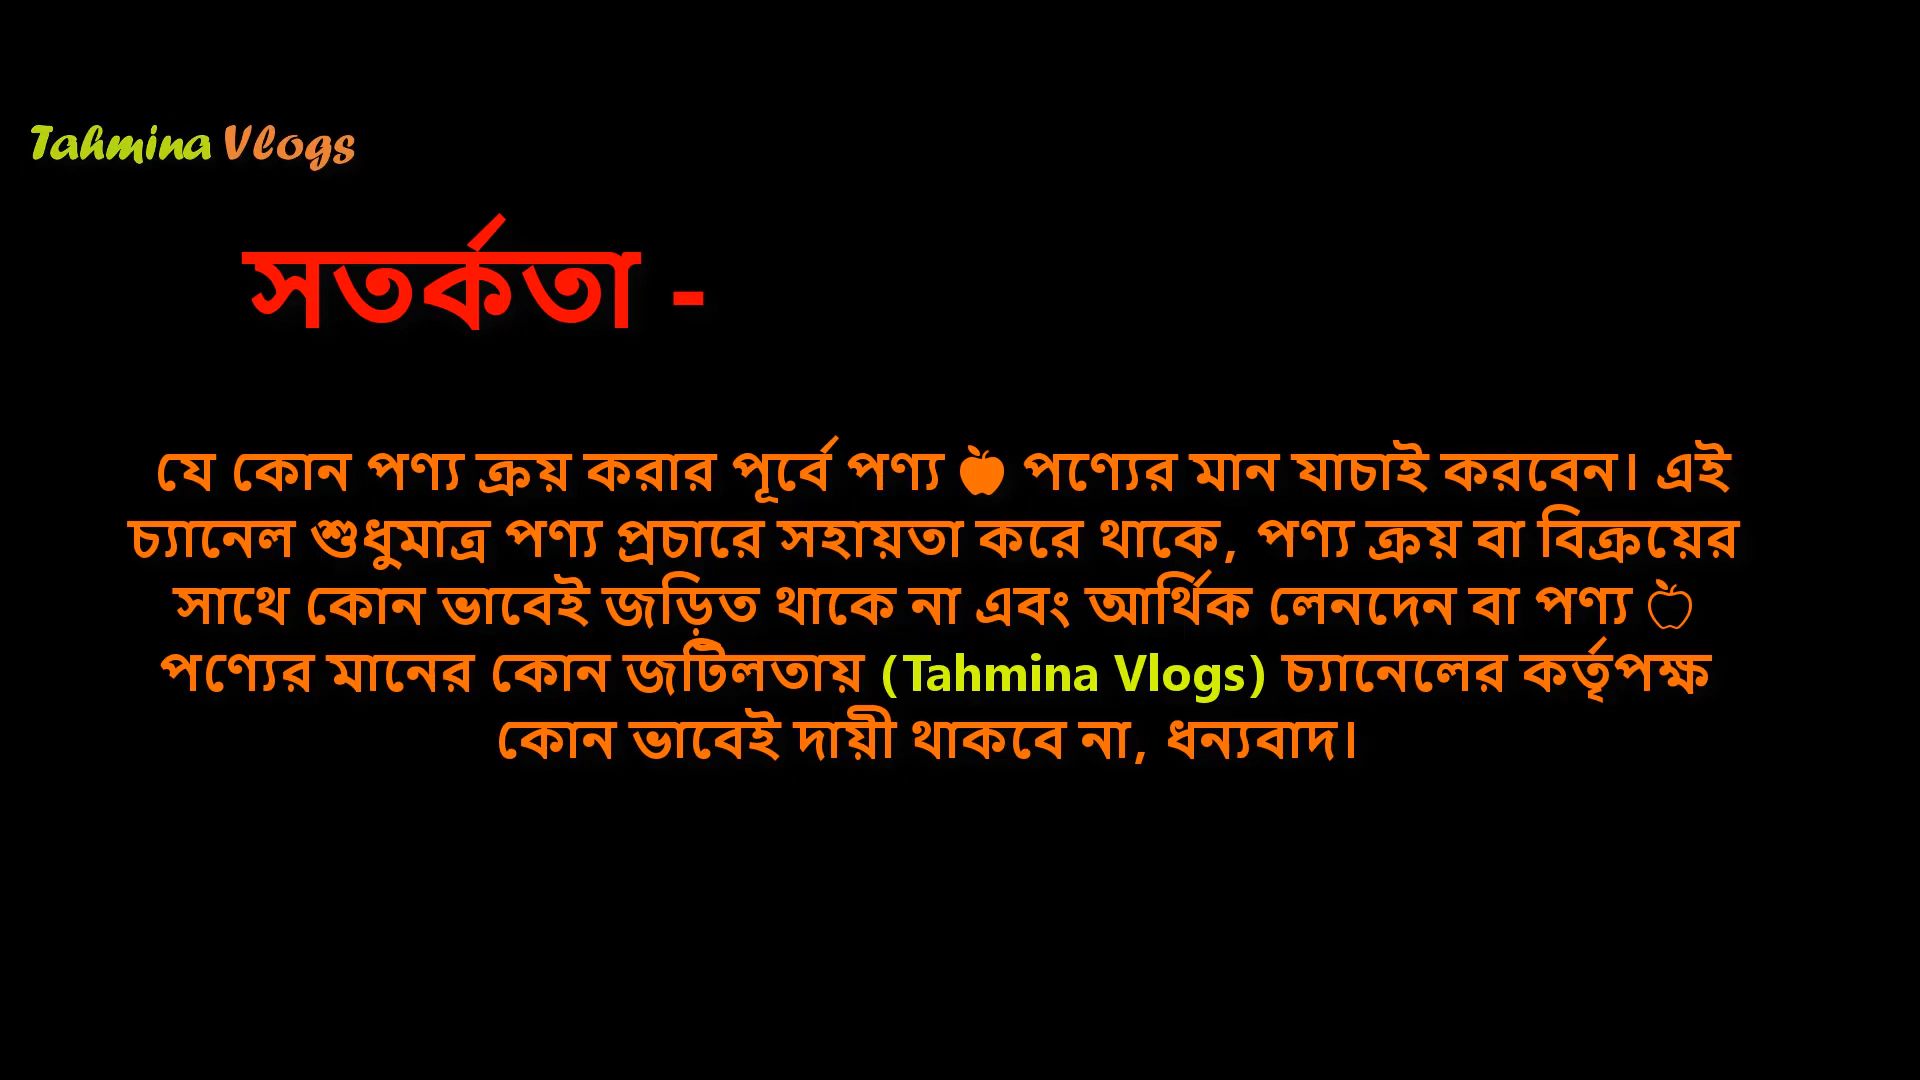 Tahmina Vlogs
সতর্কতা -
যে কোন পণ্য ক্রয় করার পূর্বে পণ্য পণ্যের মান যাচাই করবেন। এই
চ্যানেল শুধুমাত্র পণ্য প্রচারে সহায়তা করে থাকে, পণ্য ক্রয় বা বিক্রয়ের
সাথে কোন ভাবেই জড়িত থাকে না এবং আর্থিক লেনদেন বা পণ্য
পণ্যের মানের কোন জটিলতায় (Tahmina Vlogs) চ্যানেলের কর্তৃপক্ষ
কোন ভাবেই দায়ী থাকবে না, ধন্যবাদ।